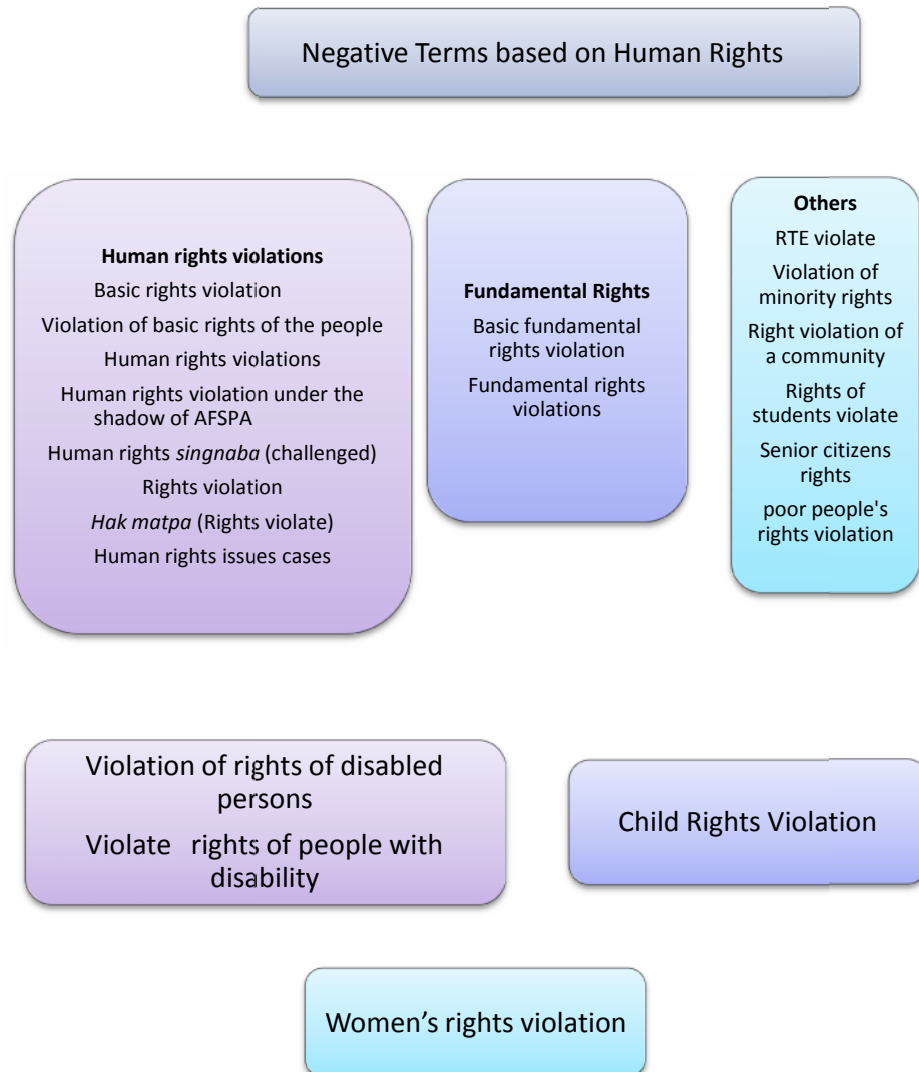 Negative Terms based on Human Rights
Human rights violations
Basic rights violation
Violation of basic rights of the people
Human rights violations
Human rights violation under the
shadow of AFSPA
Human rights singnaba (challenged)
Rights violation
Hak matpa (Rights violate)
Human rights issues cases
Fundamental Rights
Basic fundamental
rights violation
Fundamental rights
violations
Others
RTE violate
Violation of
minority rights
Right violation of
a community
Rights of
students violate
Senior citizens
rights
poor people's
rights violation
Violation of rights of disabled
persons
Violate rights of people with
disability
Child Rights Violation
Women’s rights violation